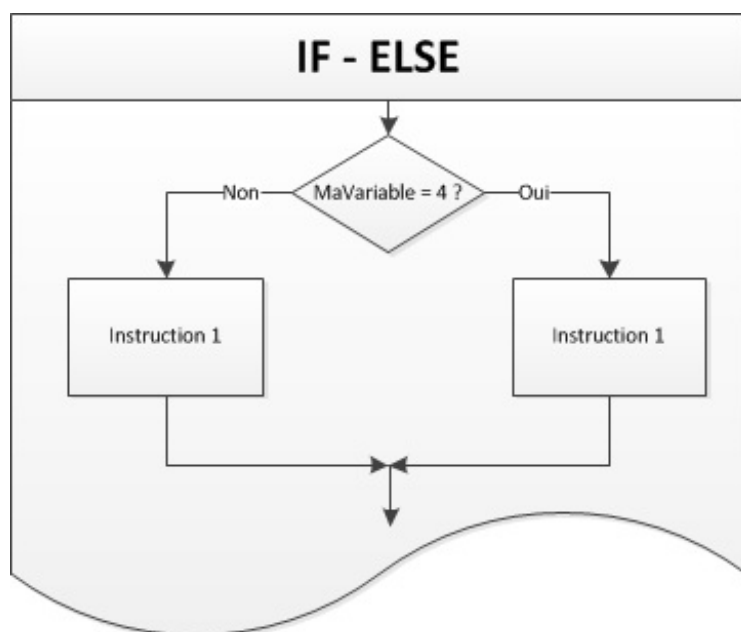 IF - ELSE
MaVariable = 4 ?
Non
Oui
Instruction 1
Instruction 1